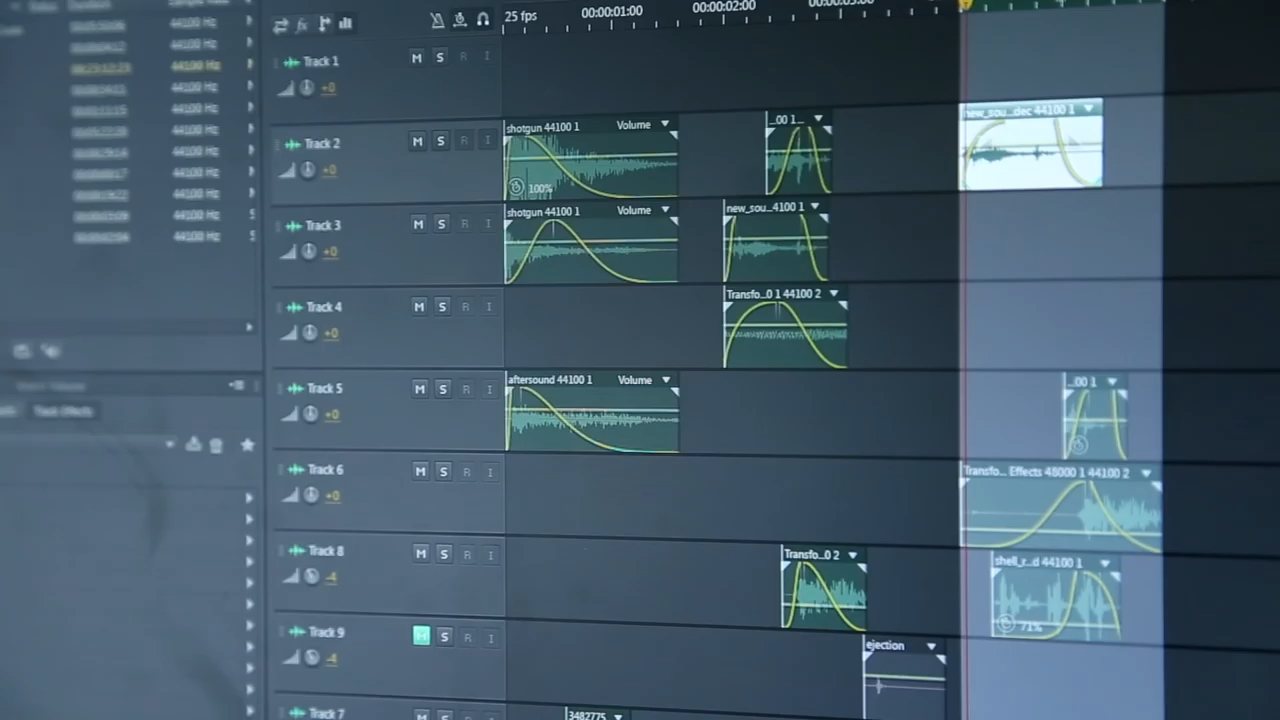 25 fps
00:00:01:00
00:00:02:00
Track 1
M S R I
+0
Track 2
M S R I
+0
shotgun 44100 1 Volume
100%
_00 1_
new_sou...dec 44100 1
Track 3
M S R I
+0
shotgun 44100 1 Volume
new_sou...4100 1
Track 4
M S R I
+0
Transfo...0 1 44100 2
Track 5
M S R I
+0
aftersound 44100 1 Volume
...00 1
Track 6
M S R I
+0
Transfo... Effects 48000 1 44100 2
Track 8
M S R I
-4
Transfo...0 2
shell_r...d 44100 1
71%
Track 9
M S R I
-4
ejection
Track 7
M S R I
3482775
44100 Hz
44100 Hz
44100 Hz
44100 Hz
44100 Hz
44100 Hz
44100 Hz
44100 Hz
44100 Hz
44100 Hz
44100 Hz
Track Effects